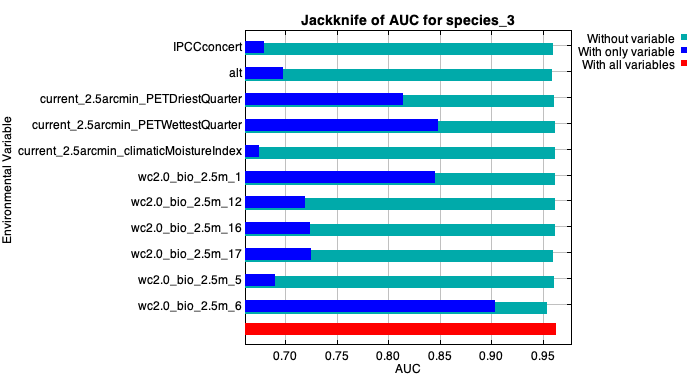 Jackknife of AUC for species_3
Without variable
With only variable
With all variables
Environmental Variable
IPCCconcert
alt
current_2.5arcmin_PETDriestQuarter
current_2.5arcmin_PETWettestQuarter
current_2.5arcmin_climaticMoistureIndex
wc2.0_bio_2.5m_1
wc2.0_bio_2.5m_12
wc2.0_bio_2.5m_16
wc2.0_bio_2.5m_17
wc2.0_bio_2.5m_5
wc2.0_bio_2.5m_6
0.70 0.75 0.80 0.85 0.90 0.95
AUC